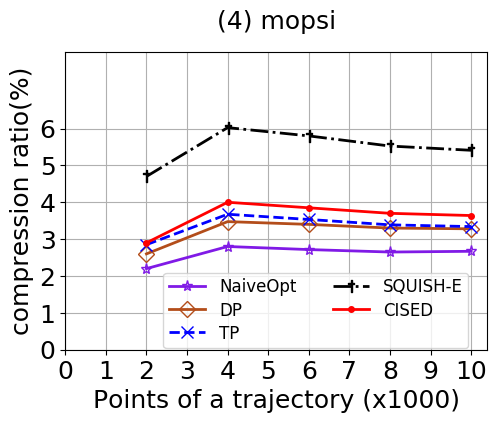 (4) mopsi
compression ratio(%)
6
5
4
3
2
1
0
NaiveOpt
DP
TP
SQUISH-E
CISED
0 1 2 3 4 5 6 7 8 9 10
Points of a trajectory (x1000)